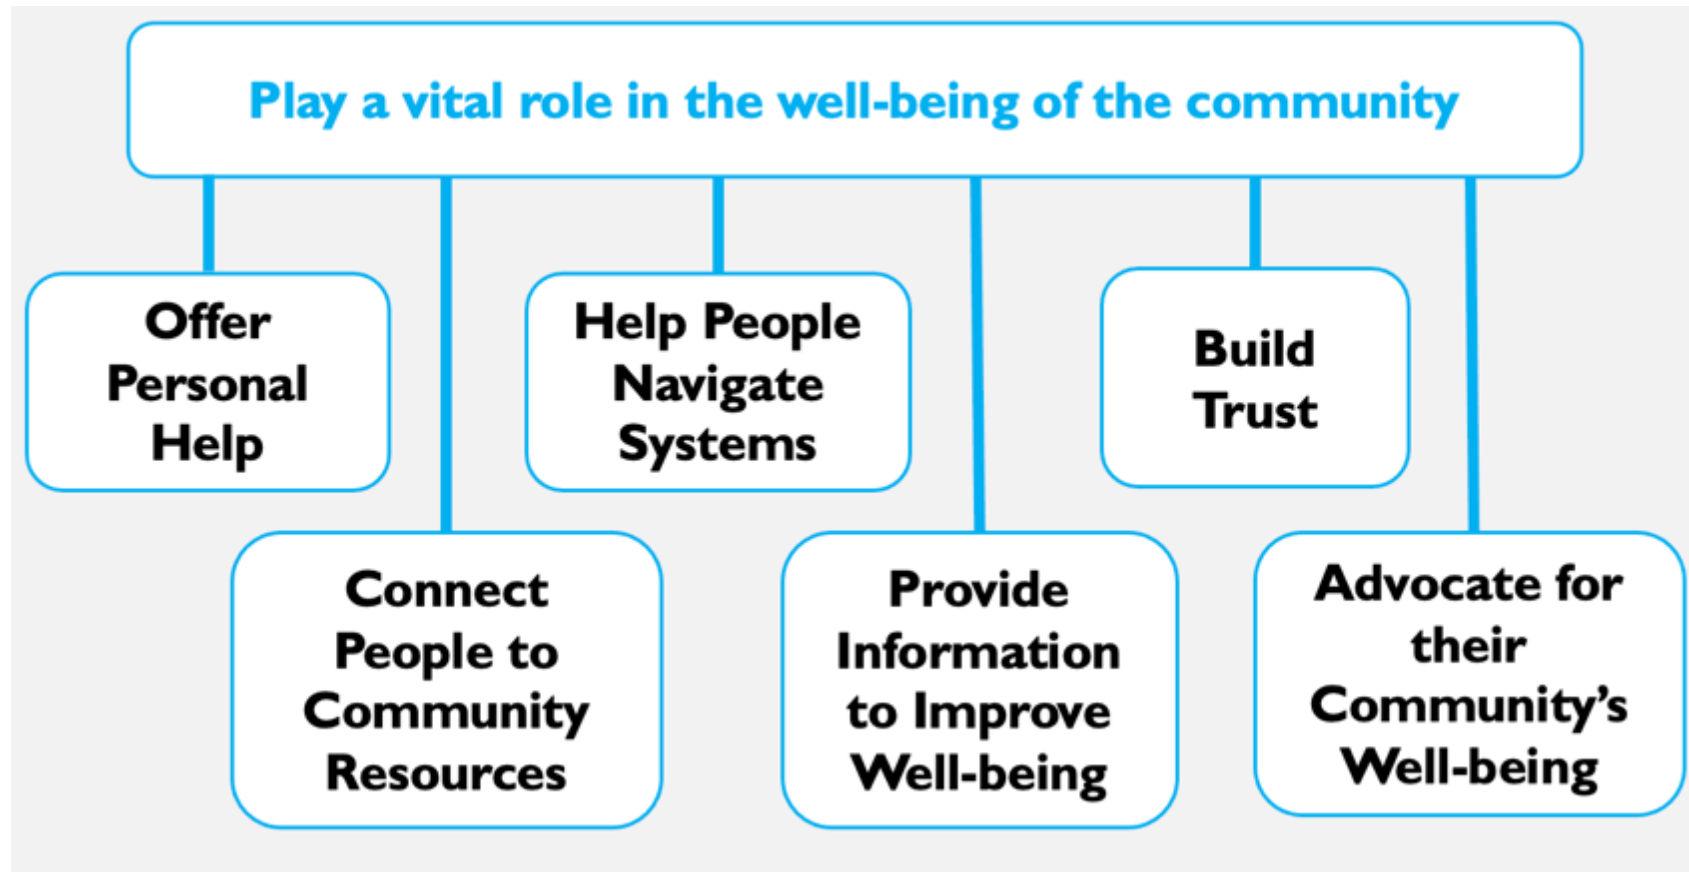 Play a vital role in the well-being of the community
Offer
Personal
Help
Connect
People to
Community
Resources
Help People
Navigate
Systems
Provide
Information
to Improve
Well-being
Build
Trust
Advocate for
their
Community’s
Well-being